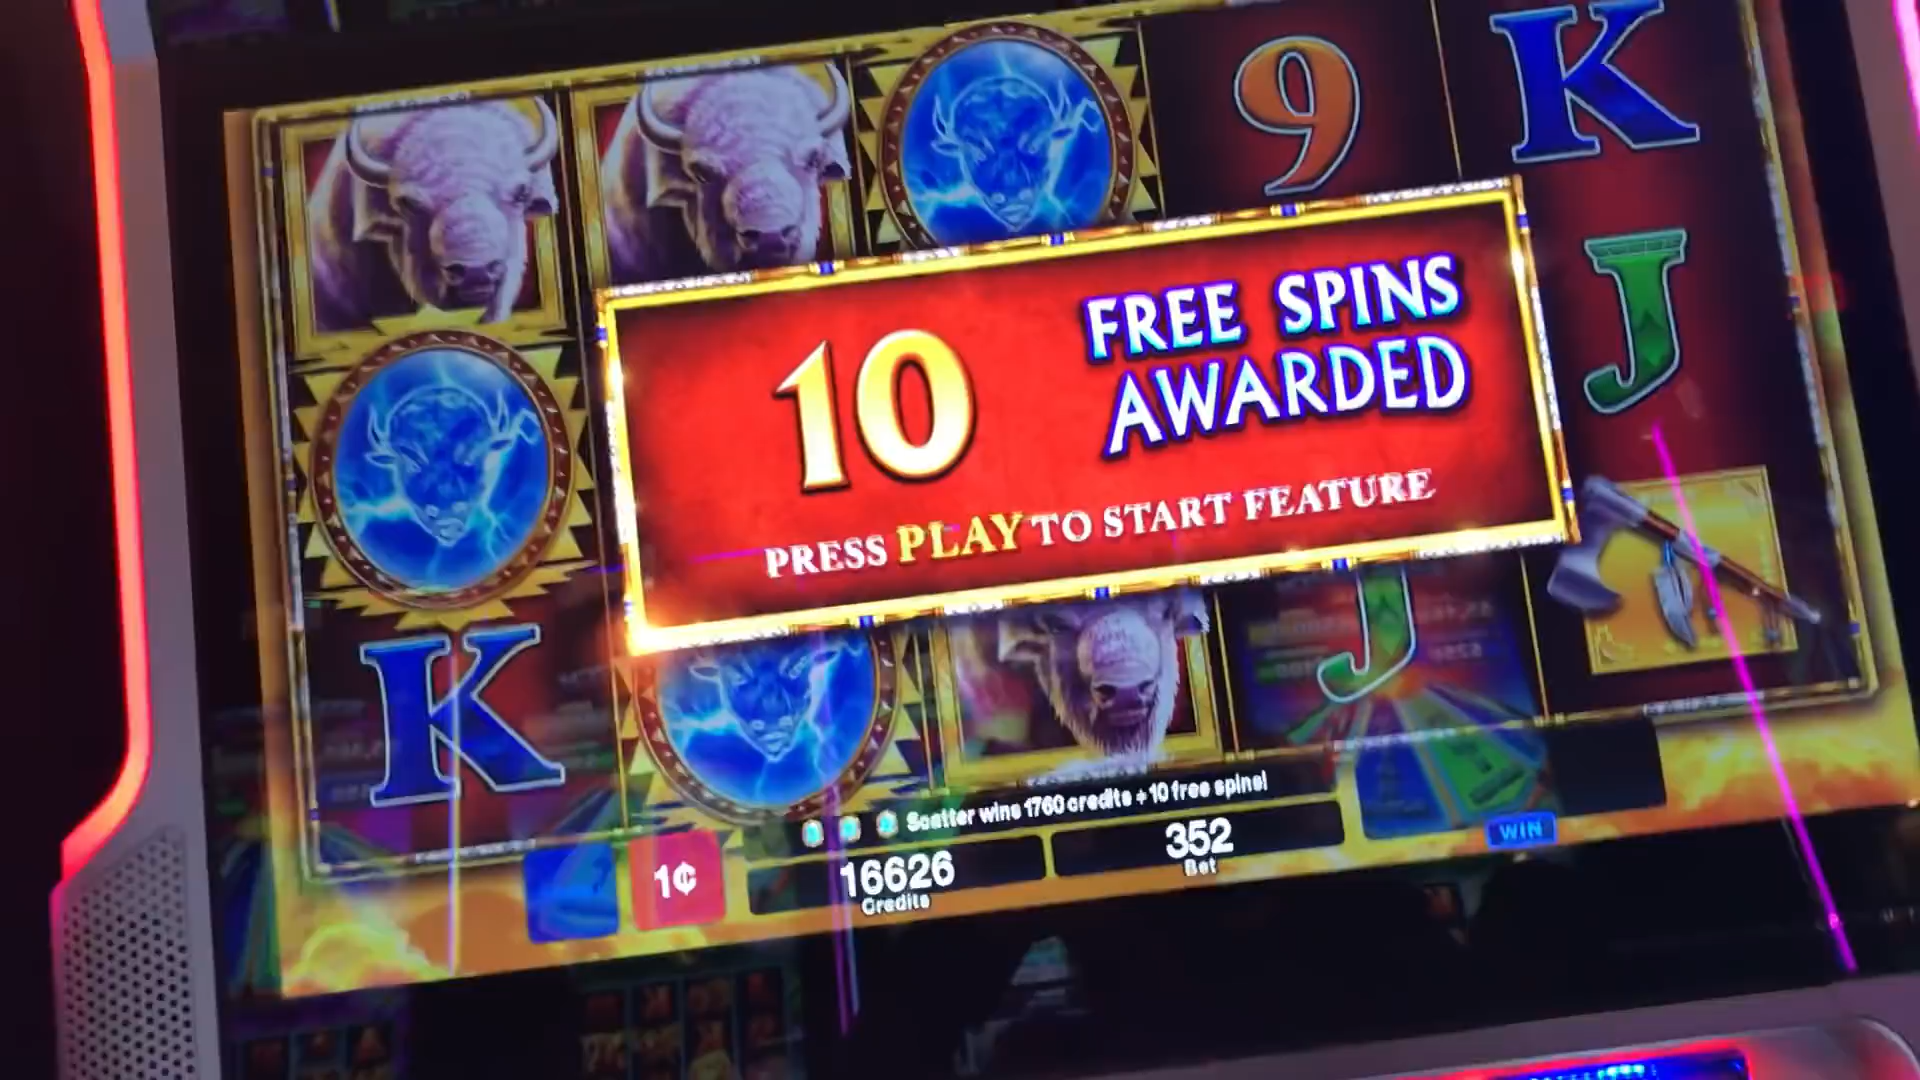 9
K
J
10 FREE SPINS
AWARDED
PRESS PLAY TO START FEATURE
K
J
Scatter wins 1760 credits + 10 free spins!
1¢
16626
Credits
352
Bet
WIN